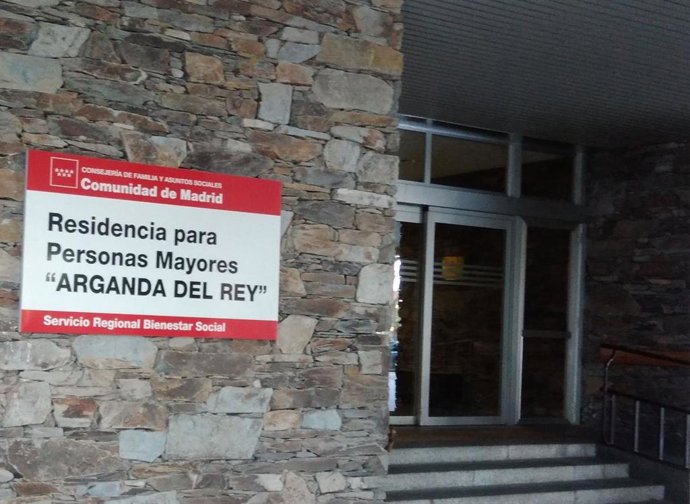 CONSEJERÍA DE FAMILIA Y ASUNTOS SOCIALES
Comunidad de Madrid
Residencia para
Personas Mayores
“ARGANDA DEL REY”
Servicio Regional Bienestar Social